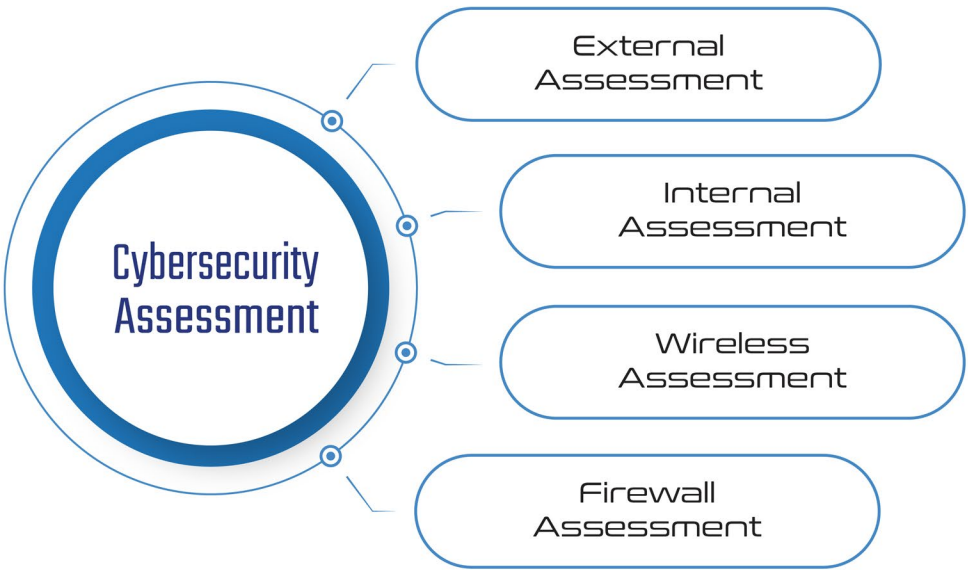 Cybersecurity
Assessment
External
Assessment
Internal
Assessment
Wireless
Assessment
Firewall
Assessment